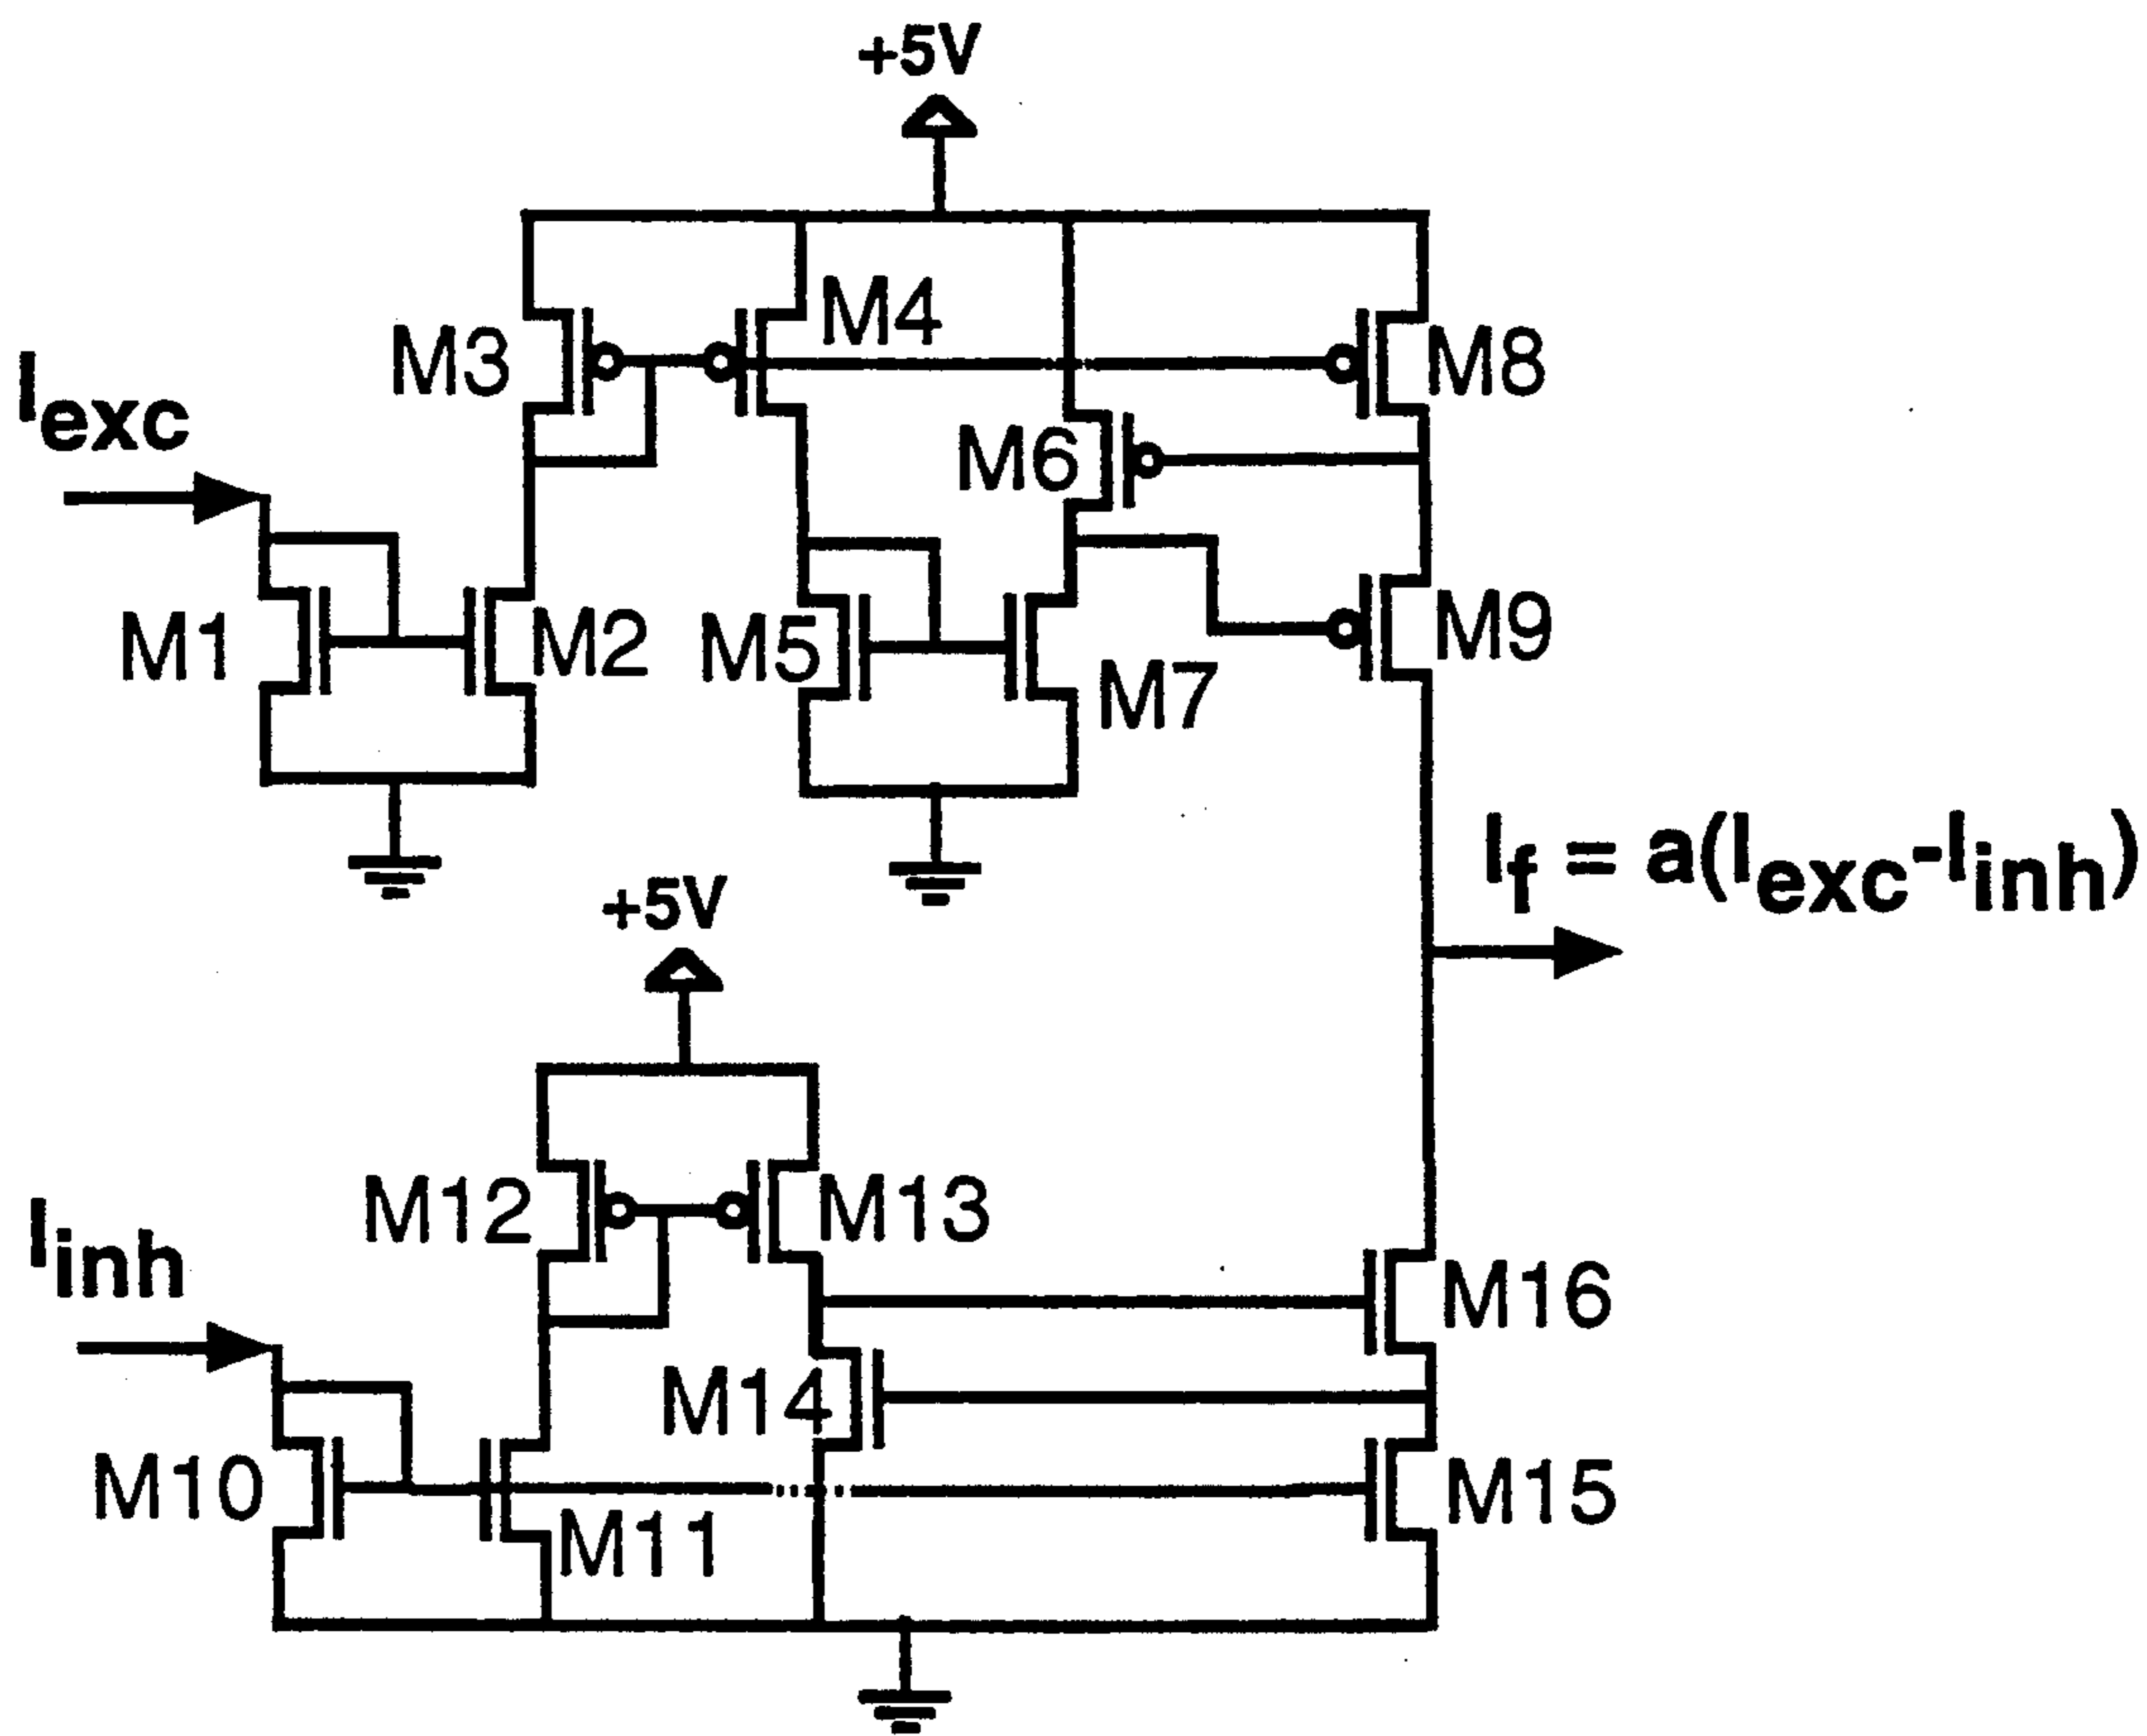 +5V
M4
M3
M8
Iexc
M6
M1
M2
M5
M9
M7
If = a(Iexc-Iinh)
+5V
M12
M13
Iinh
M16
M14
M10
M15
M11